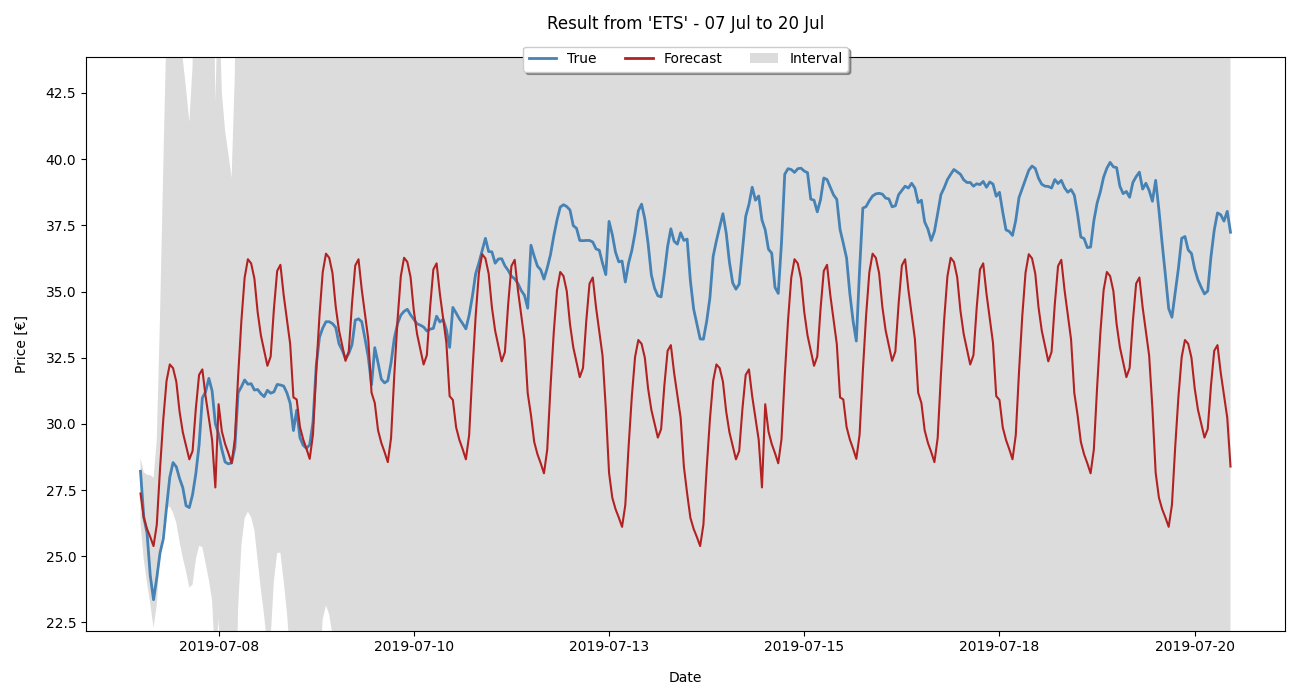 Result from 'ETS' - 07 Jul to 20 Jul
True Forecast Interval
Price [€]
42.5
40.0
37.5
35.0
32.5
30.0
27.5
25.0
22.5
2019-07-08 2019-07-10 2019-07-13 2019-07-15 2019-07-18 2019-07-20
Date